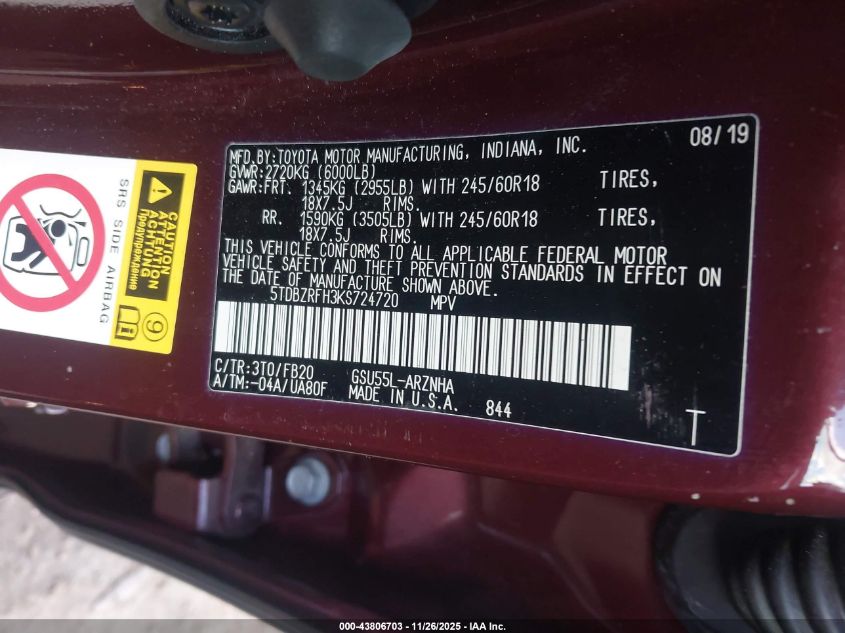 08/19
MFD.BY:TOYOTA MOTOR MANUFACTURING, INDIANA, INC.
GVWR:2720KG (6000LB)
GAWR:FRT. 1345KG (2955LB) WITH 245/60R18 TIRES,
18X7.5J RIMS.
RR. 1590KG (3505LB) WITH 245/60R18 TIRES,
18X7.5J RIMS.
THIS VEHICLE CONFORMS TO ALL APPLICABLE FEDERAL MOTOR
VEHICLE SAFETY AND THEFT PREVENTION STANDARDS IN EFFECT ON
THE DATE OF MANUFACTURE SHOWN ABOVE.
5TDBZRFH3KS724720 MPV
C/TR:3T0/FB20 GSU55L-ARZNHA
A/TM:-04A/UA80F MADE IN U.S.A. 844
T
SRS SIDE AIRBAG
CAUTION
ATTENTION
ACHTUNG
Предупреждение
9
000-43806703 | 11/26/2025 - IAA Inc.